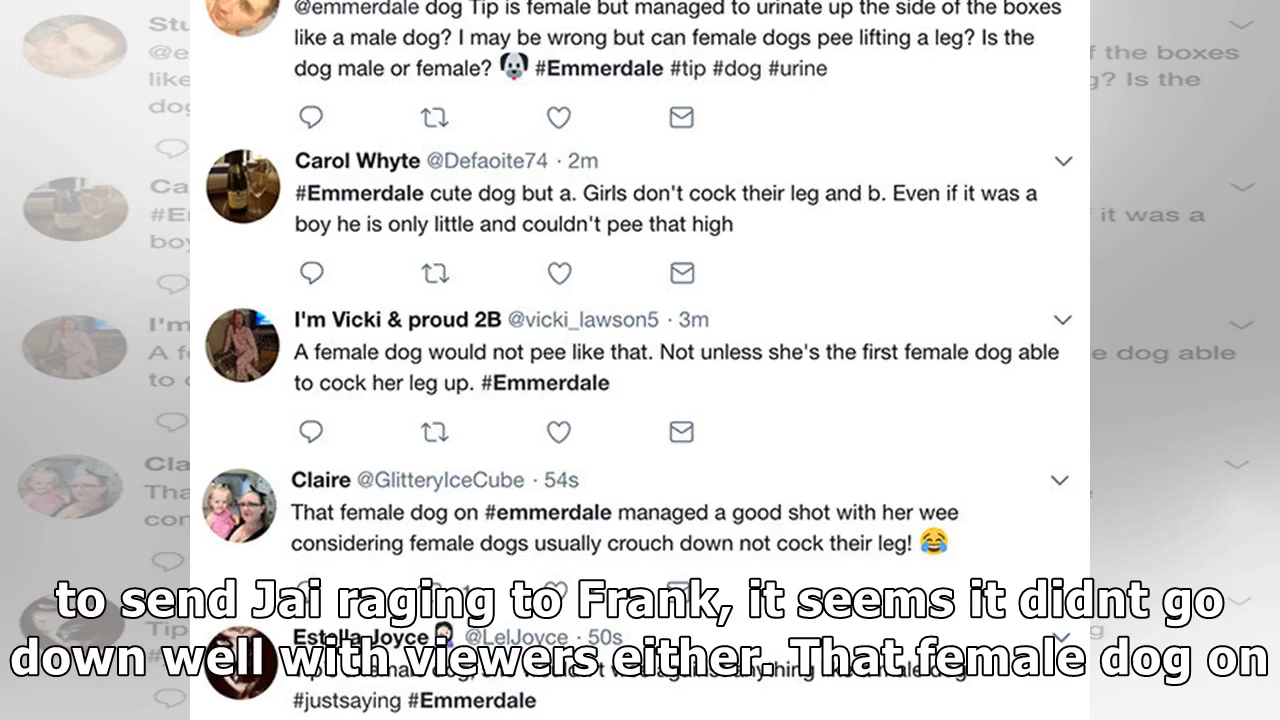 @emmerdale dog Tip is female but managed to urinate up the side of the boxes
like a male dog? I may be wrong but can female dogs pee lifting a leg? Is the
dog male or female? 🐶 #Emmerdale #tip #dog #urine
Carol Whyte @Defaoite74 · 2m
#Emmerdale cute dog but a. Girls don't cock their leg and b. Even if it was a
boy he is only little and couldn't pee that high
I'm Vicki & proud 2B @vicki_lawson5 · 3m
A female dog would not pee like that. Not unless she's the first female dog able
to cock her leg up. #Emmerdale
Claire @GlitteryIceCube · 54s
That female dog on #emmerdale managed a good shot with her wee
considering female dogs usually crouch down not cock their leg! 😂
to send Jai raging to Frank, it seems it didnt go
Estella Joyce @LelJoyce · 50s
down well with viewers either. That female dog on
#justsaying #Emmerdale